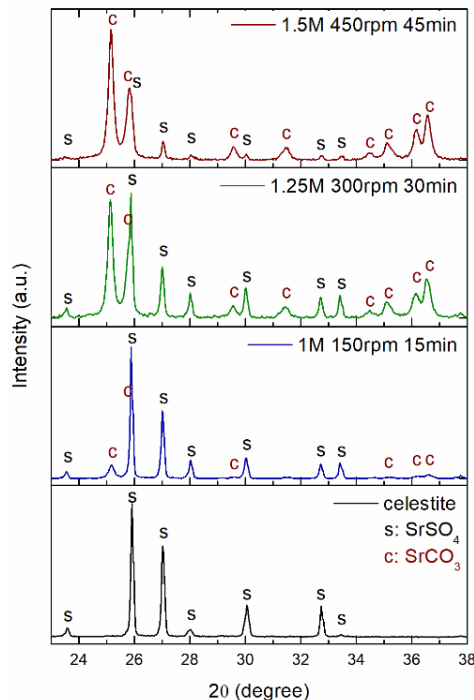 c 1.5M 450rpm 45min
s c s s s c s c s s c c c c
1.25M 300rpm 30min
s c c s s s c s c s s c c c c
1M 150rpm 15min
s c c s s s c s s s c c c
celestite
s: SrSO₄
c: SrCO₃
s s s s s s s
Intensity (a.u.)
24 26 28 30 32 34 36 38
2θ (degree)